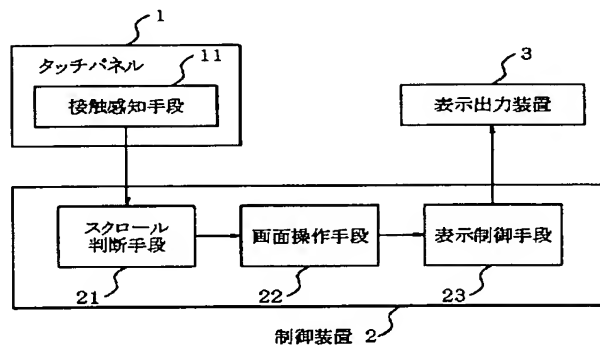 1
タッチパネル
11
接触感知手段
3
表示出力装置
スクロール
判断手段
21
画面操作手段
22
表示制御手段
23
制御装置 2